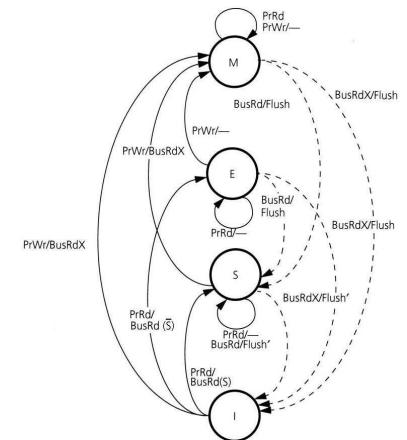 PrRd
PrWr/—
M
BusRd/Flush
BusRdX/Flush
PrWr/—
PrWr/BusRdX
E
BusRd/
Flush
PrRd/—
BusRdX/Flush
PrWr/BusRdX
S
BusRdX/Flush′
PrRd/
BusRd (S̅)
PrRd/—
BusRd/Flush′
PrRd/
BusRd(S)
I